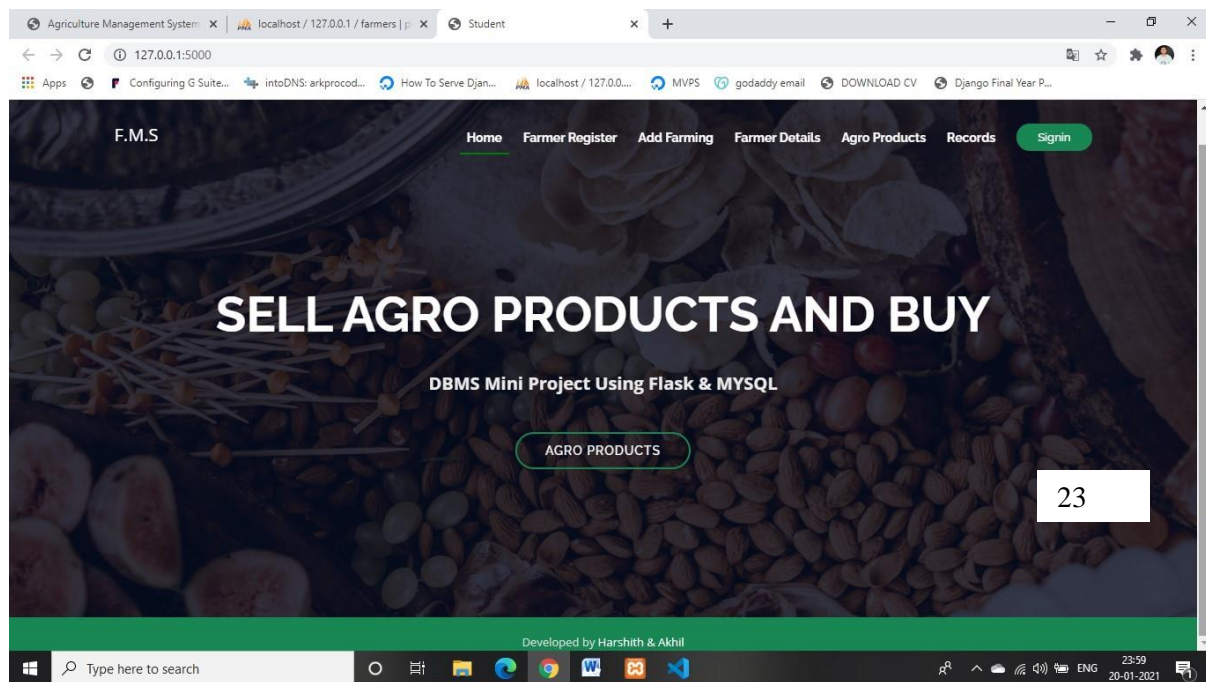 Agriculture Management System
localhost / 127.0.0.1 / farmers | p
Student
127.0.0.1:5000
Apps
Configuring G Suite...
intoDNS: arkprocod...
How To Serve Djan...
localhost / 127.0.0....
MVPS
godaddy email
DOWNLOAD CV
Django Final Year P...
F.M.S
Home Farmer Register Add Farming Farmer Details Agro Products Records Signin
SELL AGRO PRODUCTS AND BUY
DBMS Mini Project Using Flask & MYSQL
AGRO PRODUCTS
23
Developed by Harshith & Akhil
Type here to search
ENG
23:59
20-01-2021
1